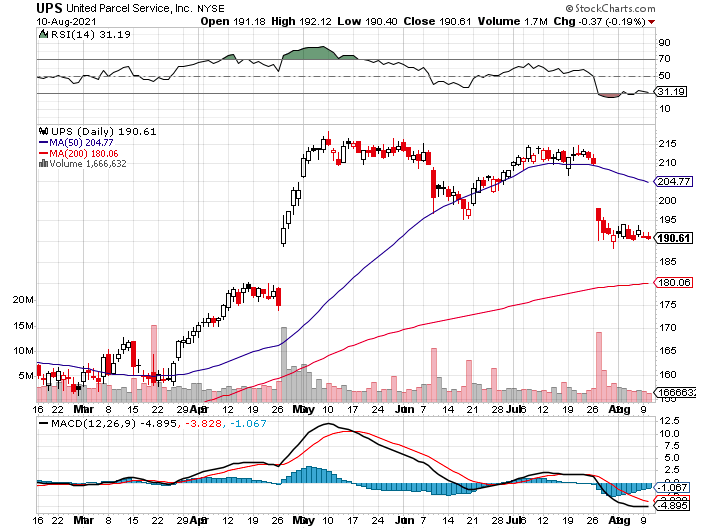 UPS United Parcel Service, Inc. NYSE © StockCharts.com
10-Aug-2021 Open 191.18 High 192.12 Low 190.40 Close 190.61 Volume 1.7M Chg -0.37 (-0.19%)
RSI(14) 31.19
90
70
50
31.19
10
UPS (Daily) 190.61
MA(50) 204.77
MA(200) 180.06
Volume 1,666,632
215
210
204.77
200
195
190.61
185
180.06
175
170
165
160
1666632
20M
15M
10M
5M
16 22 Mar 8 15 22 29 Apr 12 19 26 May 10 17 24 Jun 7 14 21 28 Jul 12 19 26 Aug 9
MACD(12,26,9) -4.895, -3.828, -1.067
12.5
10.0
7.5
5.0
2.5
0.0
-1.067
-4.895
16 22 Mar 8 15 22 29 Apr 12 19 26 May 10 17 24 Jun 7 14 21 28 Jul 12 19 26 Aug 9